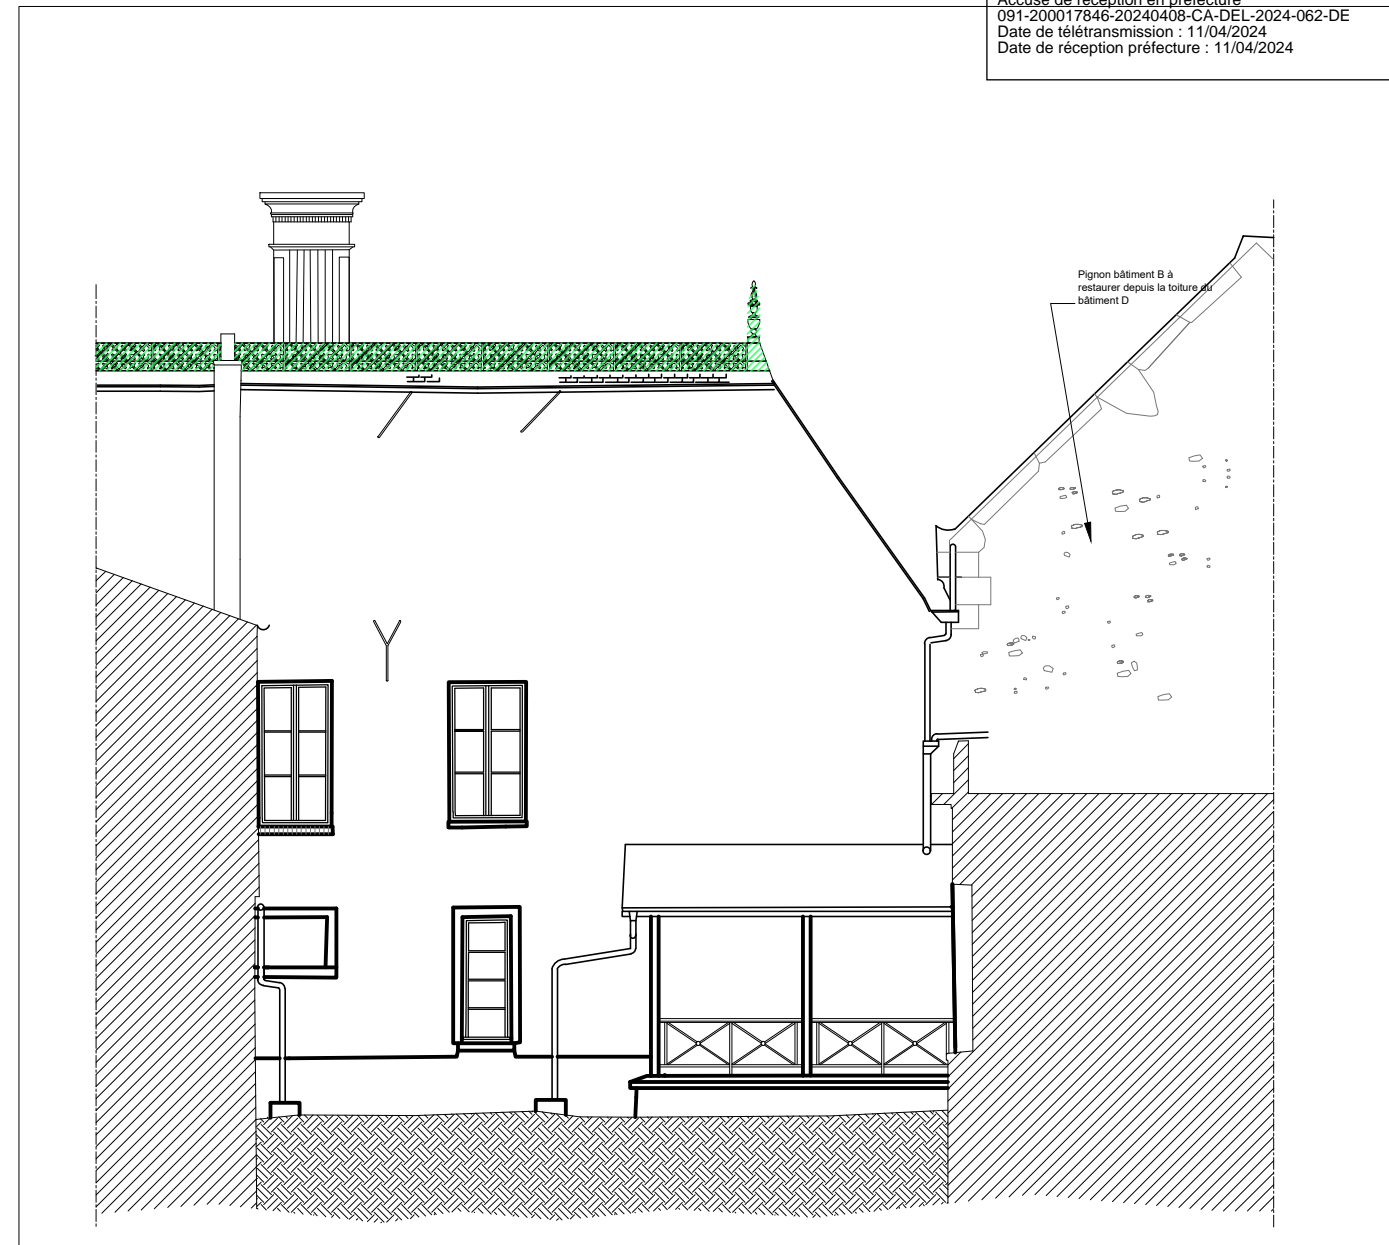 Accusé de réception en préfecture
091-200017846-20240408-CA-DEL-2024-062-DE
Date de télétransmission : 11/04/2024
Date de réception préfecture : 11/04/2024
Pignon bâtiment B à
restaurer depuis la toiture du
bâtiment D